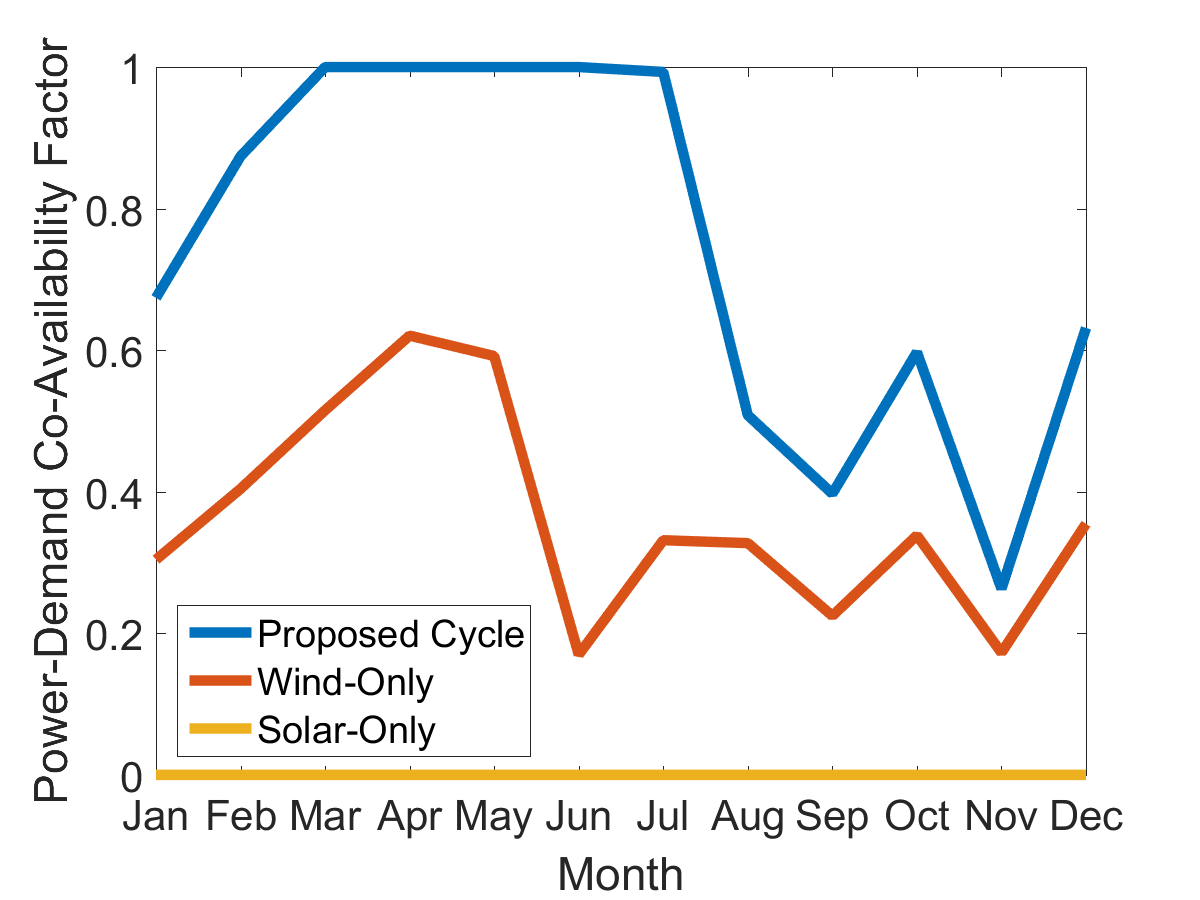 Power-Demand Co-Availability Factor
1
0.8
0.6
0.4
0.2
0
Proposed Cycle
Wind-Only
Solar-Only
Jan Feb Mar Apr May Jun Jul Aug Sep Oct Nov Dec
Month